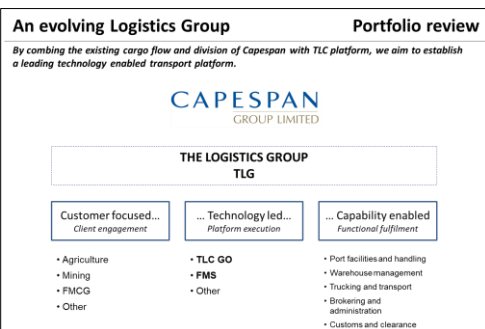 An evolving Logistics Group Portfolio review
By combing the existing cargo flow and division of Capespan with TLC platform, we aim to establish
a leading technology enabled transport platform.
CAPESPAN
GROUP LIMITED
THE LOGISTICS GROUP
TLG
Customer focused...
Client engagement
... Technology led...
Platform execution
... Capability enabled
Functional fulfilment
• Agriculture
• Mining
• FMCG
• Other
• TLC GO
• FMS
• Other
• Port facilities and handling
• Warehouse management
• Trucking and transport
• Brokering and
administration
• Customs and clearance